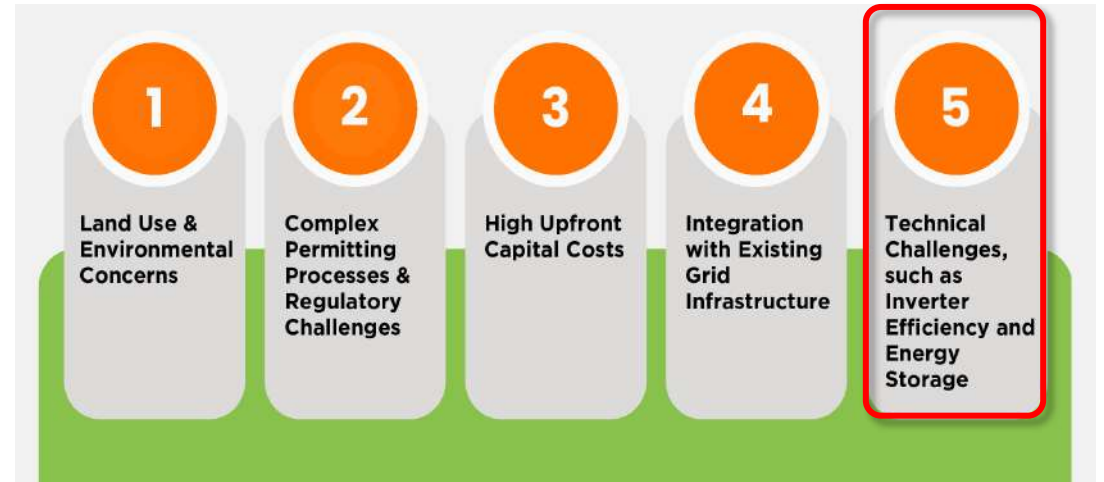 1
Land Use &
Environmental
Concerns
2
Complex
Permitting
Processes &
Regulatory
Challenges
3
High Upfront
Capital Costs
4
Integration
with Existing
Grid
Infrastructure
5
Technical
Challenges,
such as
Inverter
Efficiency and
Energy
Storage